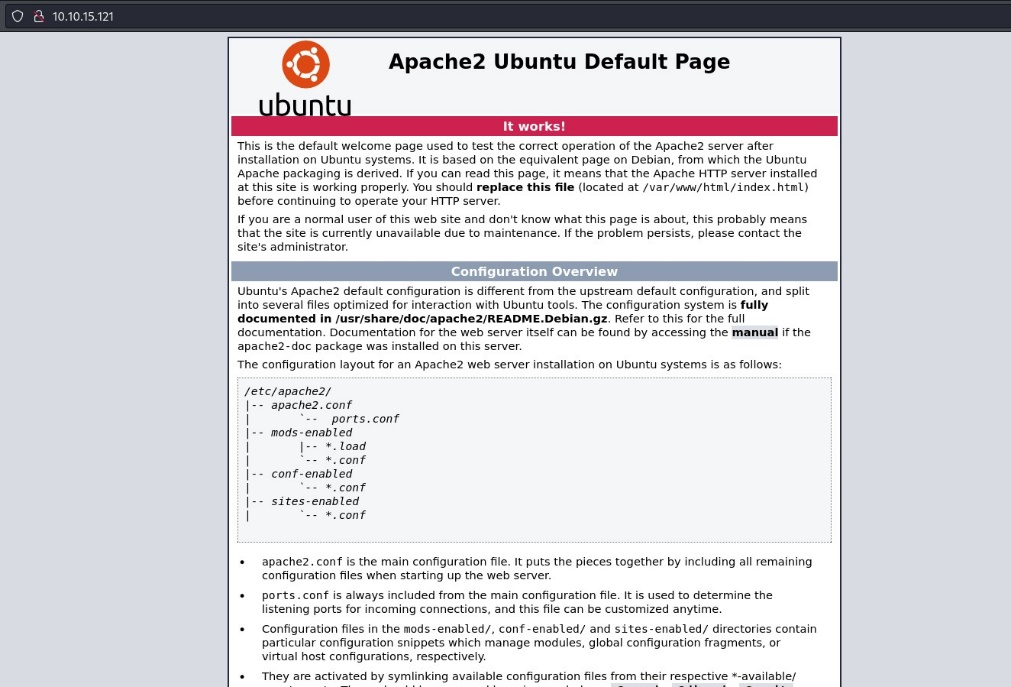 10.10.15.121
Apache2 Ubuntu Default Page
ubuntu
It works!
This is the default welcome page used to test the correct operation of the Apache2 server after
installation on Ubuntu systems. It is based on the equivalent page on Debian, from which the Ubuntu
Apache packaging is derived. If you can read this page, it means that the Apache HTTP server installed
at this site is working properly. You should replace this file (located at /var/www/html/index.html)
before continuing to operate your HTTP server.
If you are a normal user of this web site and don't know what this page is about, this probably means
that the site is currently unavailable due to maintenance. If the problem persists, please contact the
site's administrator.
Configuration Overview
Ubuntu's Apache2 default configuration is different from the upstream default configuration, and split
into several files optimized for interaction with Ubuntu tools. The configuration system is fully
documented in /usr/share/doc/apache2/README.Debian.gz. Refer to this for the full
documentation. Documentation for the web server itself can be found by accessing the manual if the
apache2-doc package was installed on this server.
The configuration layout for an Apache2 web server installation on Ubuntu systems is as follows:
/etc/apache2/
|-- apache2.conf
|       `--  ports.conf
|-- mods-enabled
|       |-- *.load
|       `-- *.conf
|-- conf-enabled
|       `-- *.conf
|-- sites-enabled
|       `-- *.conf
• apache2.conf is the main configuration file. It puts the pieces together by including all remaining
configuration files when starting up the web server.
• ports.conf is always included from the main configuration file. It is used to determine the
listening ports for incoming connections, and this file can be customized anytime.
• Configuration files in the mods-enabled/, conf-enabled/ and sites-enabled/ directories contain
particular configuration snippets which manage modules, global configuration fragments, or
virtual host configurations, respectively.
• They are activated by symlinking available configuration files from their respective *-available/